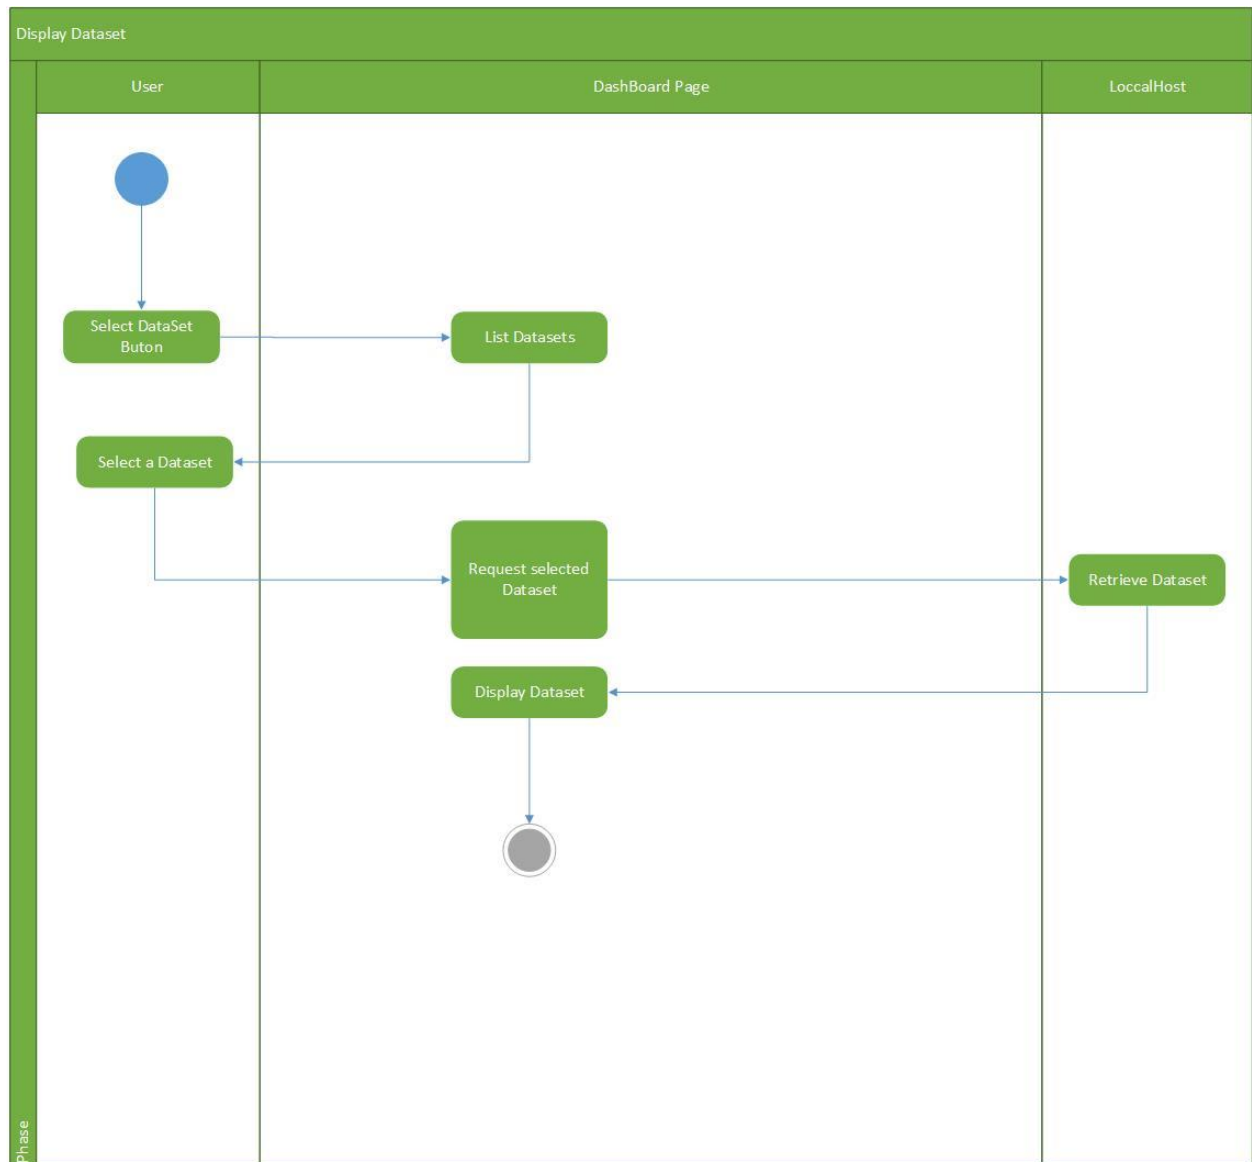 Display Dataset
User
DashBoard Page
LoccalHost
Select DataSet
Buton
List Datasets
Select a Dataset
Request selected
Dataset
Retrieve Dataset
Display Dataset
Phase